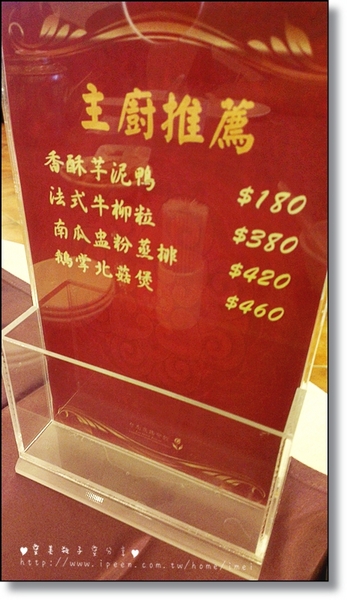 主廚推薦
香酥芋泥鴨 $180
法式牛柳粒 $380
南瓜盅粉蒸排 $420
鵝掌北菇煲 $460
http://www.ipeen.com.tw/home/imei